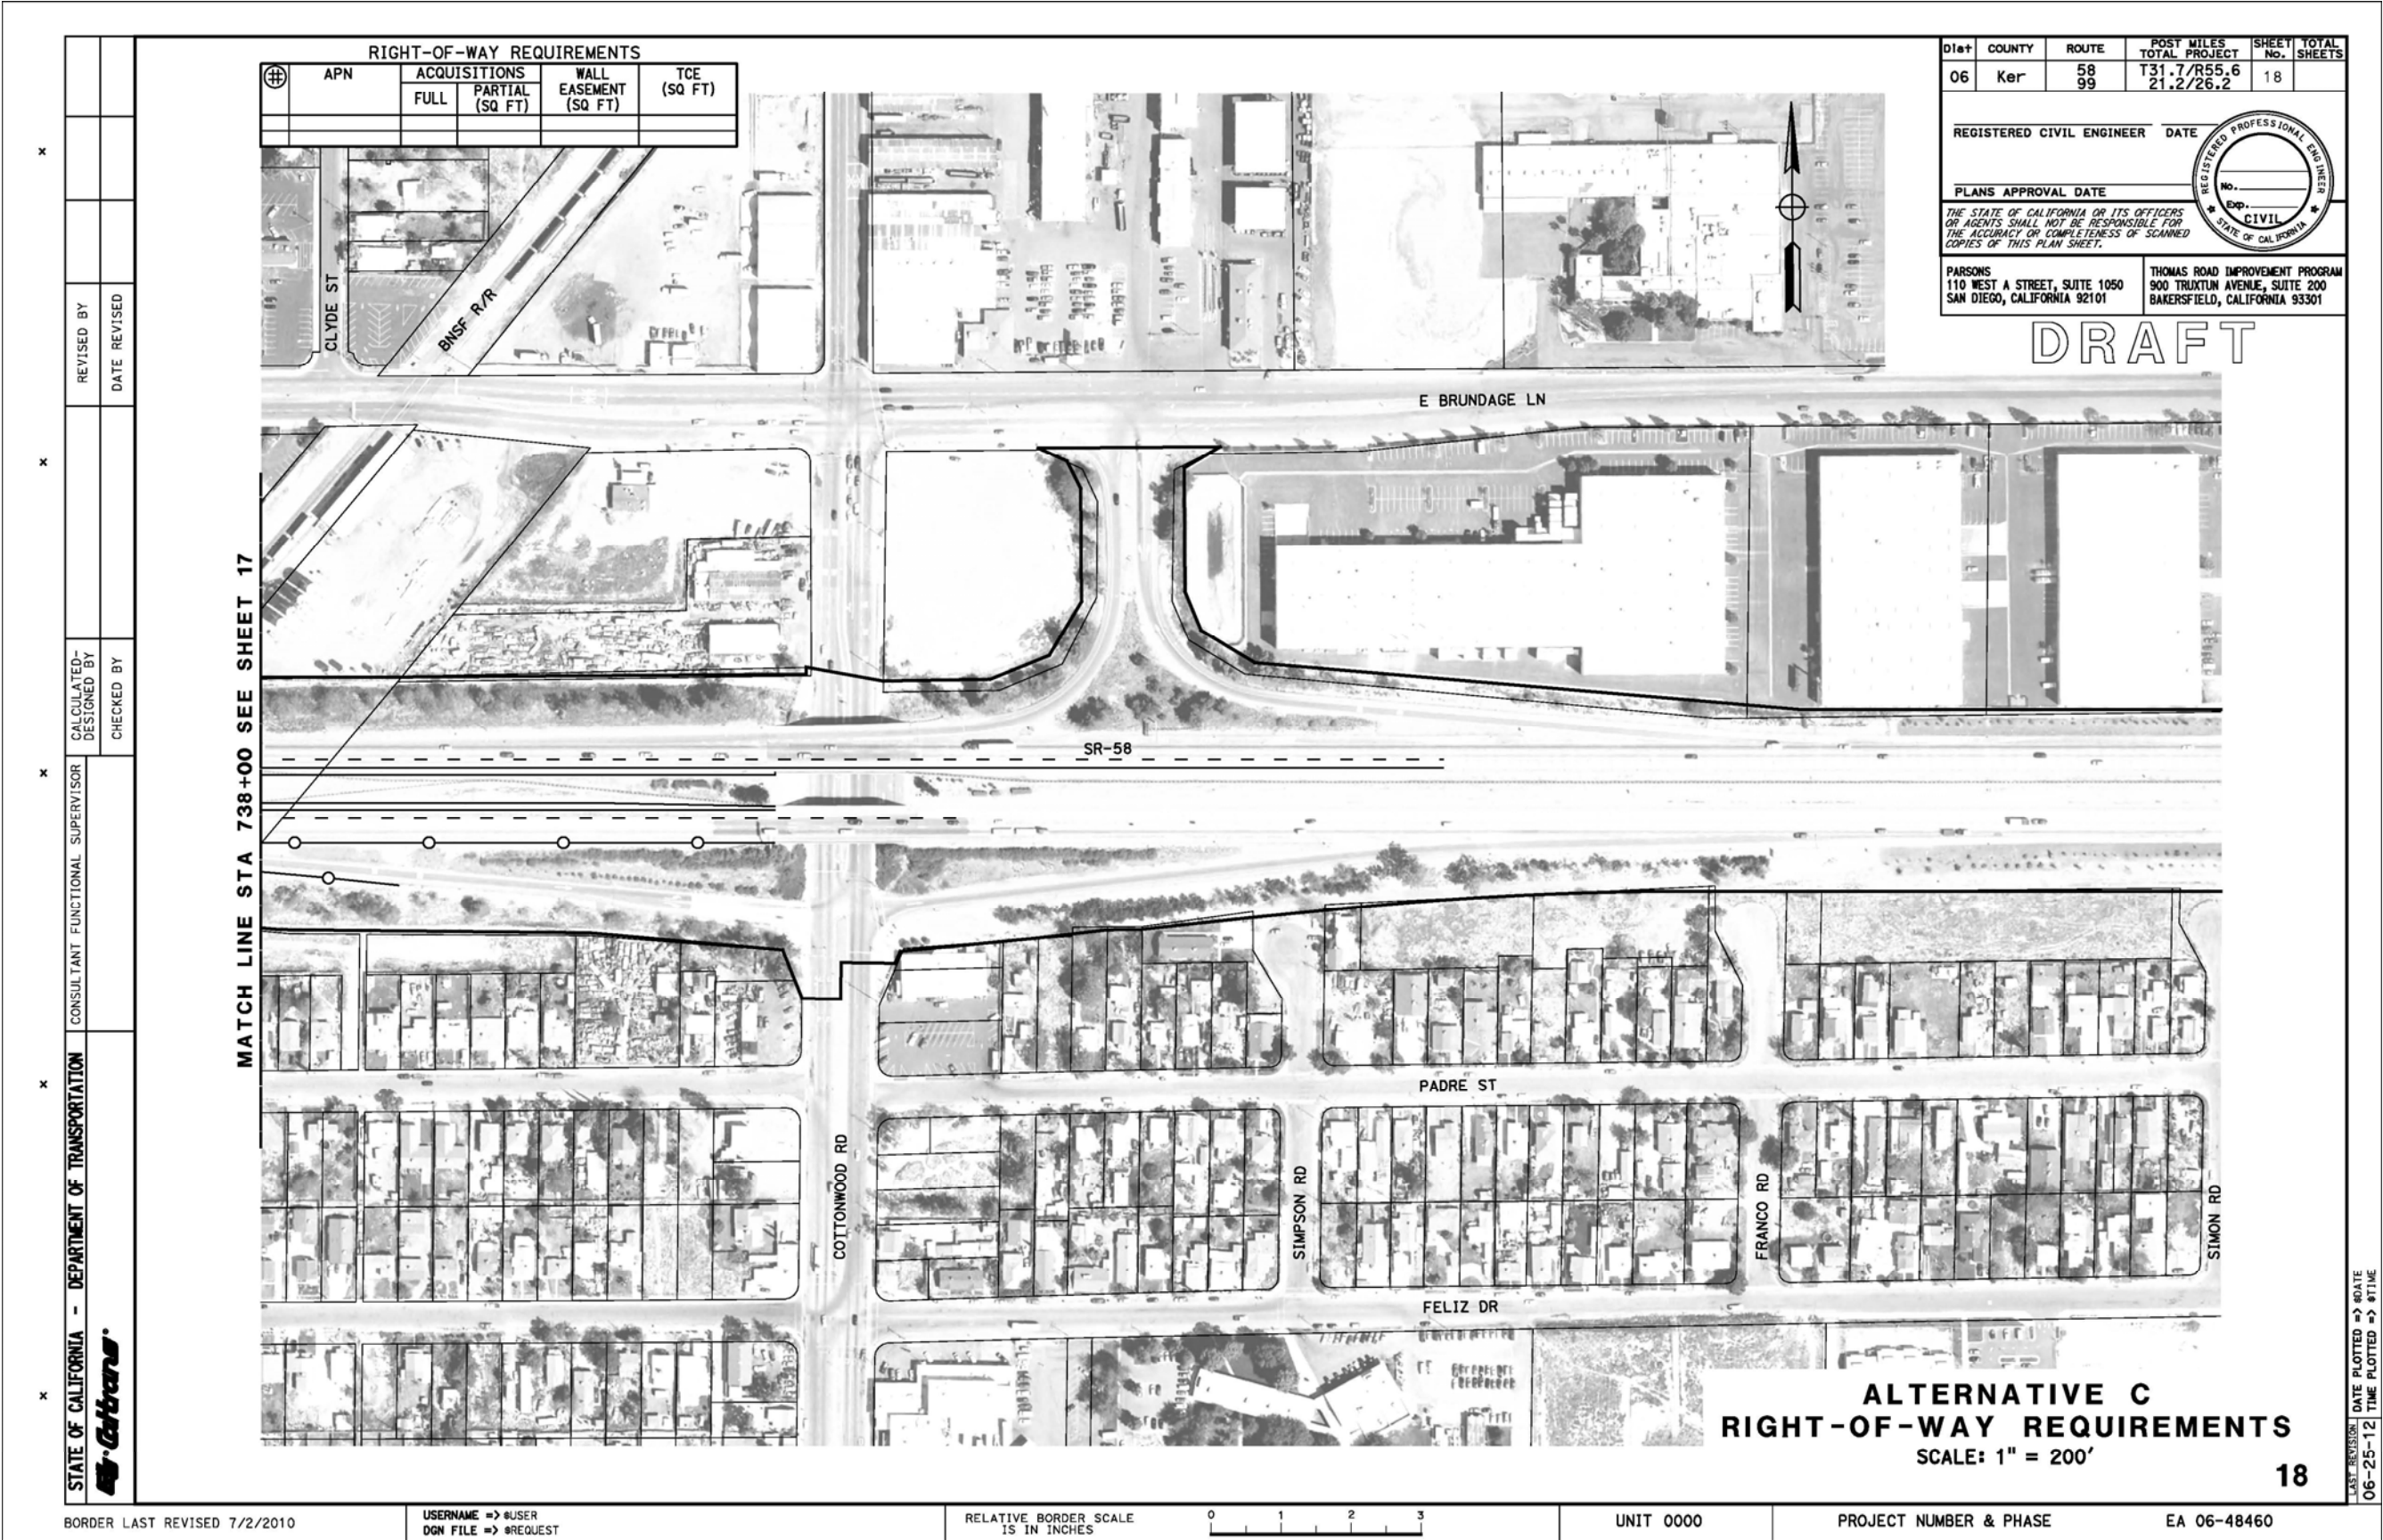 RIGHT-OF-WAY REQUIREMENTS
# APN ACQUISITIONS WALL EASEMENT (SQ FT) TCE (SQ FT)
FULL PARTIAL (SQ FT)
Dist COUNTY ROUTE POST MILES TOTAL PROJECT SHEET No. TOTAL SHEETS
06 Ker 58 99 T31.7/R55.6 21.2/26.2 18
REGISTERED CIVIL ENGINEER DATE
PLANS APPROVAL DATE
THE STATE OF CALIFORNIA OR ITS OFFICERS
OR AGENTS SHALL NOT BE RESPONSIBLE FOR
THE ACCURACY OR COMPLETENESS OF SCANNED
COPIES OF THIS PLAN SHEET.
REGISTERED PROFESSIONAL ENGINEER
No.
Exp.
CIVIL
STATE OF CALIFORNIA
PARSONS
110 WEST A STREET, SUITE 1050
SAN DIEGO, CALIFORNIA 92101
THOMAS ROAD IMPROVEMENT PROGRAM
900 TRUXTUN AVENUE, SUITE 200
BAKERSFIELD, CALIFORNIA 93301
DRAFT
CLYDE ST
BNSF R/R
E BRUNDAGE LN
MATCH LINE STA 738+00 SEE SHEET 17
SR-58
PADRE ST
COTTONWOOD RD
SIMPSON RD
FRANCO RD
SIMON RD
FELIZ DR
ALTERNATIVE C
RIGHT-OF-WAY REQUIREMENTS
SCALE: 1" = 200'
18
REVISED BY
DATE REVISED
CALCULATED-
DESIGNED BY
CHECKED BY
CONSULTANT FUNCTIONAL SUPERVISOR
STATE OF CALIFORNIA - DEPARTMENT OF TRANSPORTATION
Caltrans
LAST REVISION
06-25-12
DATE PLOTTED => $DATE
TIME PLOTTED => $TIME
BORDER LAST REVISED 7/2/2010
USERNAME => $USER
DGN FILE => $REQUEST
RELATIVE BORDER SCALE
IS IN INCHES
0 1 2 3
UNIT 0000
PROJECT NUMBER & PHASE
EA 06-48460